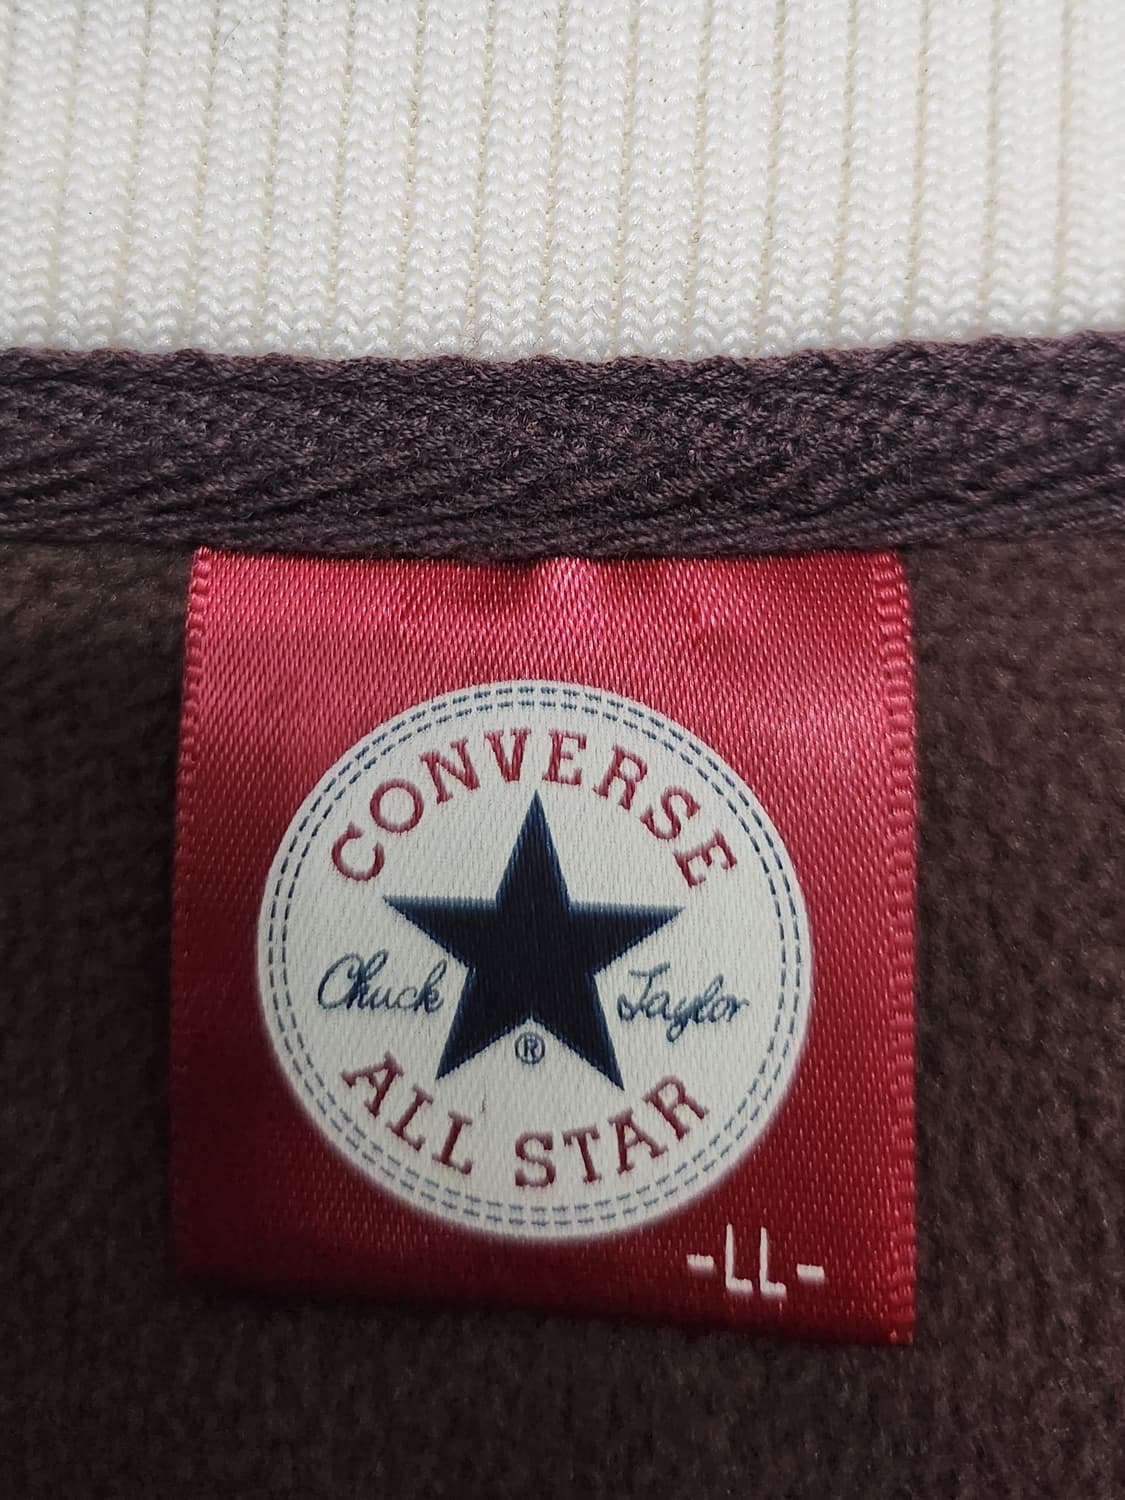 CONVERSE
Chuck Taylor
®
ALL STAR
-LL-